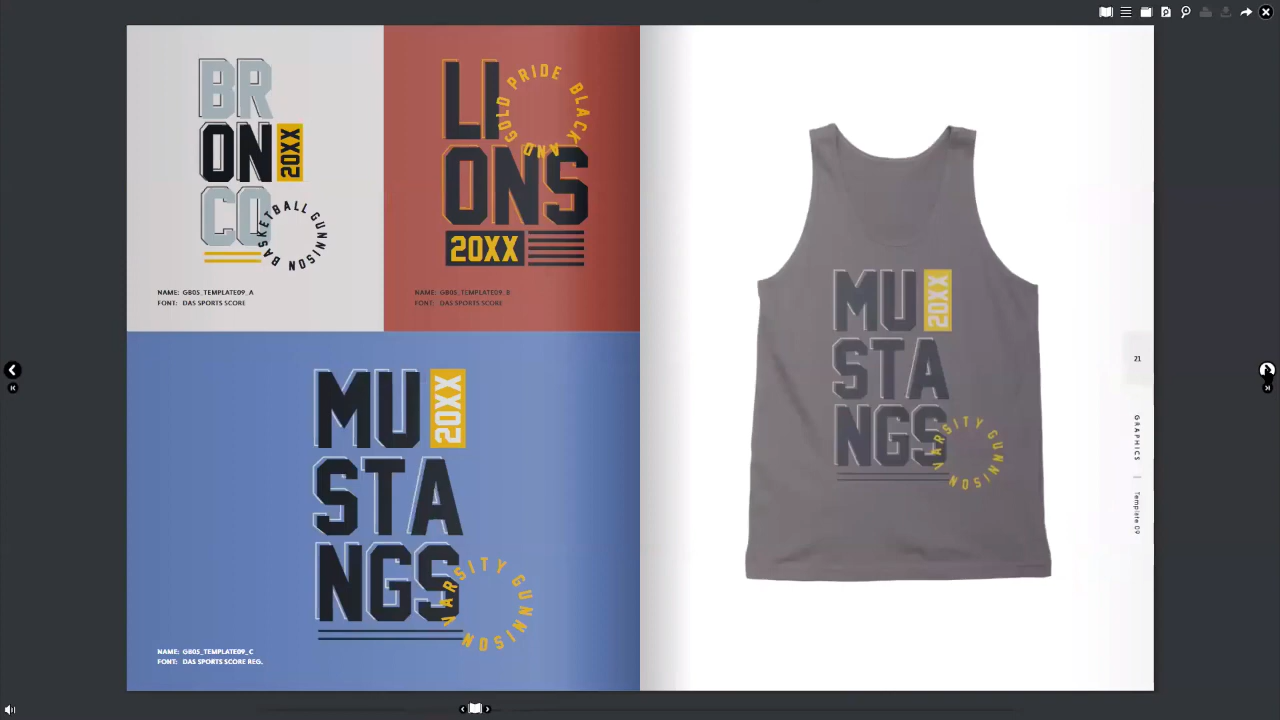 BR
ON
CO
20XX
BASKETBALL GUNNISON
NAME: GB05_TEMPLATE09_A
FONT: DAS SPORTS SCORE
LI
ONS
BLACK AND GOLD PRIDE
20XX
NAME: GB05_TEMPLATE09_B
FONT: DAS SPORTS SCORE
MU
STA
NGS
20XX
VARSITY GUNNISON
NAME: GB05_TEMPLATE09_C
FONT: DAS SPORTS SCORE REG.
MU
STA
NGS
20XX
VARSITY GUNNISON
21
GRAPHICS | Template 09